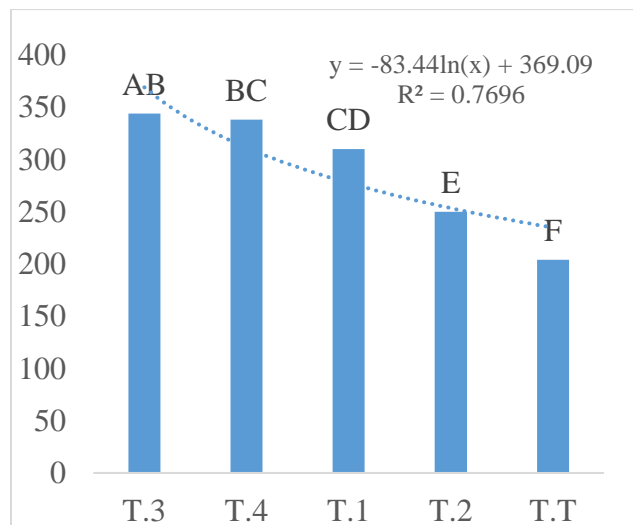 y = -83.44ln(x) + 369.09
R² = 0.7696
400
350
300
250
200
150
100
50
0
AB
BC
CD
E
F
T.3 T.4 T.1 T.2 T.T